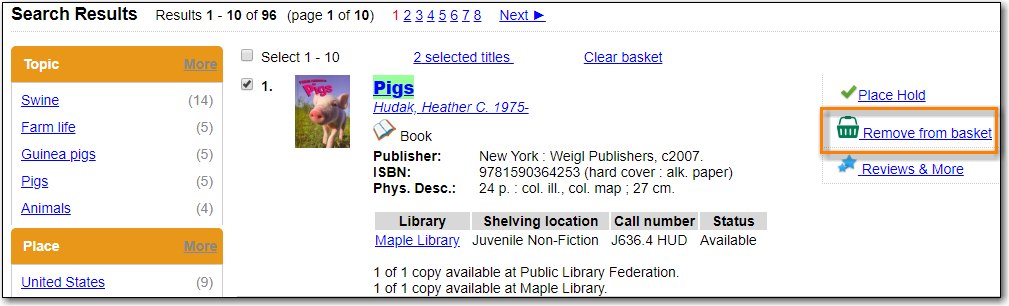 Search Results Results 1 - 10 of 96 (page 1 of 10) 1 2 3 4 5 6 7 8 Next ►
Topic More
Swine (14)
Farm life (5)
Guinea pigs (5)
Pigs (5)
Animals (4)
Place More
United States (9)
Select 1 - 10 2 selected titles Clear basket
1.
Pigs
Pigs
Hudak, Heather C. 1975-
Book
Publisher: New York : Weigl Publishers, c2007.
ISBN: 9781590364253 (hard cover : alk. paper)
Phys. Desc.: 24 p. : col. ill., col. map ; 27 cm.
Library Shelving location Call number Status
Maple Library Juvenile Non-Fiction J636.4 HUD Available
1 of 1 copy available at Public Library Federation.
1 of 1 copy available at Maple Library.
Place Hold
Remove from basket
Reviews & More